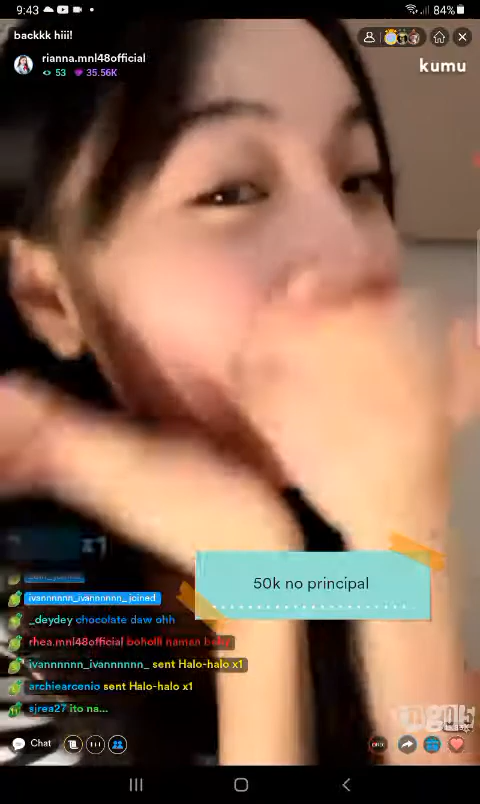 9:43
84%
backkk hiii!
rianna.mnl48official
53
35.56K
kumu
x1
50k no principal
ivannnnnn_ivannnnnn_ joined
_deydey chocolate daw ohh
rhea.mnl48official boholli naman baby
ivannnnnn_ivannnnnn_ sent Halo-halo x1
archiearcenio sent Halo-halo x1
sjrea27 ito na...
Chat